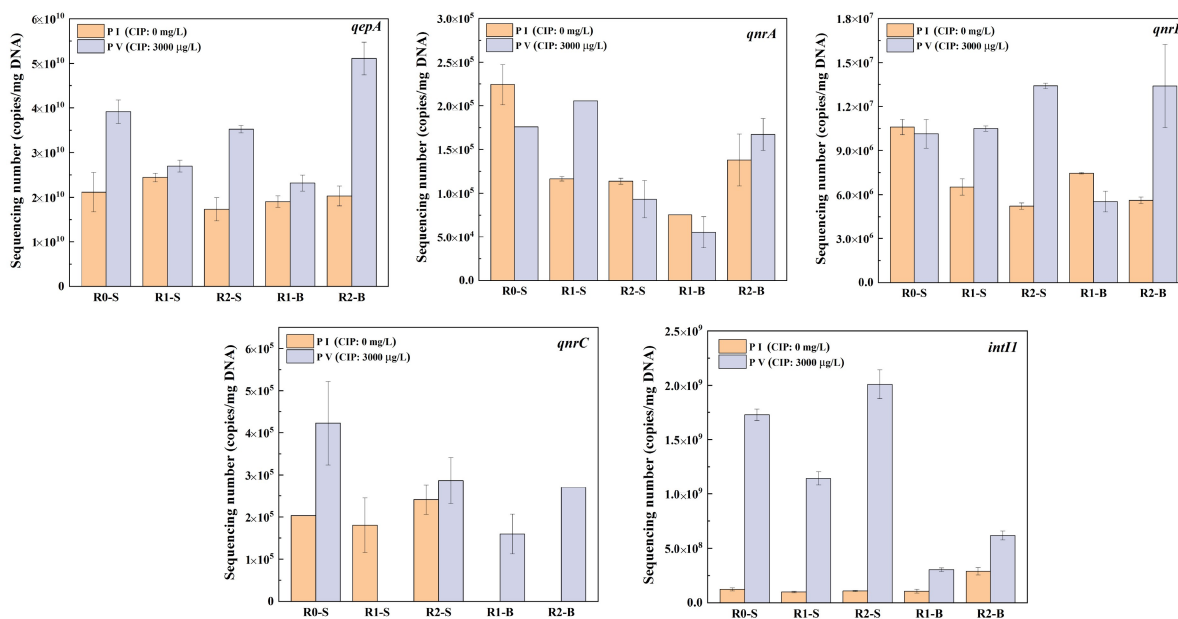 Sequencing number (copies/mg DNA)
6×10¹⁰
5×10¹⁰
4×10¹⁰
3×10¹⁰
2×10¹⁰
1×10¹⁰
0
P I (CIP: 0 mg/L)
P V (CIP: 3000 μg/L)
qepA
R0-S R1-S R2-S R1-B R2-B
Sequencing number (copies/mg DNA)
3.0×10⁵
2.5×10⁵
2.0×10⁵
1.5×10⁵
1.0×10⁵
5.0×10⁴
0.0
P I (CIP: 0 mg/L)
P V (CIP: 3000 μg/L)
qnrA
R0-S R1-S R2-S R1-B R2-B
Sequencing number (copies/mg DNA)
1.8×10⁷
1.5×10⁷
1.2×10⁷
9.0×10⁶
6.0×10⁶
3.0×10⁶
0.0
P I (CIP: 0 mg/L)
P V (CIP: 3000 μg/L)
R0-S R1-S R2-S R1-B R2-B
Sequencing number (copies/mg DNA)
6×10⁵
5×10⁵
4×10⁵
3×10⁵
2×10⁵
1×10⁵
0
P I (CIP: 0 mg/L)
P V (CIP: 3000 μg/L)
qnrC
R0-S R1-S R2-S R1-B R2-B
Sequencing number (copies/mg DNA)
2.5×10⁹
2.0×10⁹
1.5×10⁹
1.0×10⁹
5.0×10⁸
0.0
P I (CIP: 0 mg/L)
P V (CIP: 3000 μg/L)
intI1
R0-S R1-S R2-S R1-B R2-B